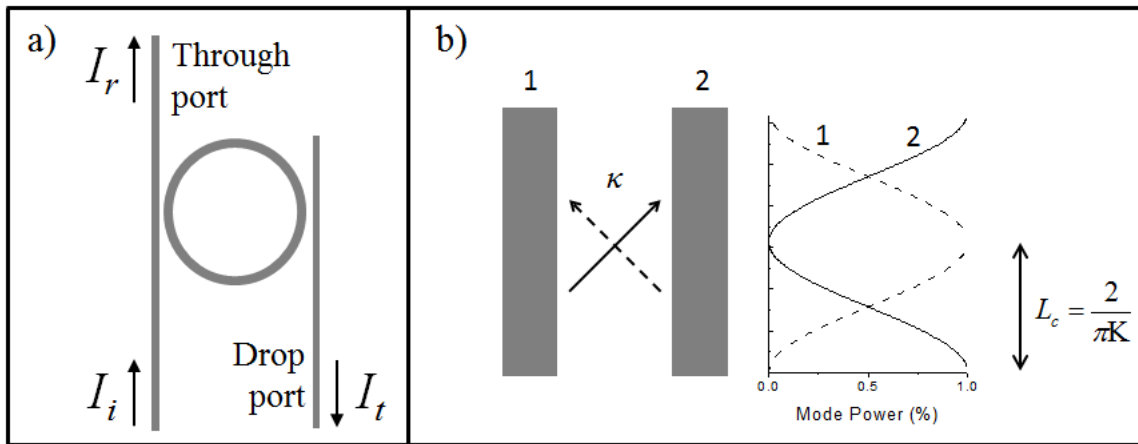 a)
I_r
Through
port
Drop
port
I_i
I_t
b)
1
2
κ
1
2
L_c = 2/πK
0.0
0.5
1.0
Mode Power (%)